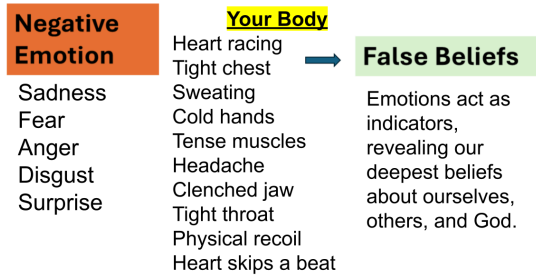 Negative
Emotion
Sadness
Fear
Anger
Disgust
Surprise
Your Body
Heart racing
Tight chest
Sweating
Cold hands
Tense muscles
Headache
Clenched jaw
Tight throat
Physical recoil
Heart skips a beat
False Beliefs
Emotions act as
indicators,
revealing our
deepest beliefs
about ourselves,
others, and God.